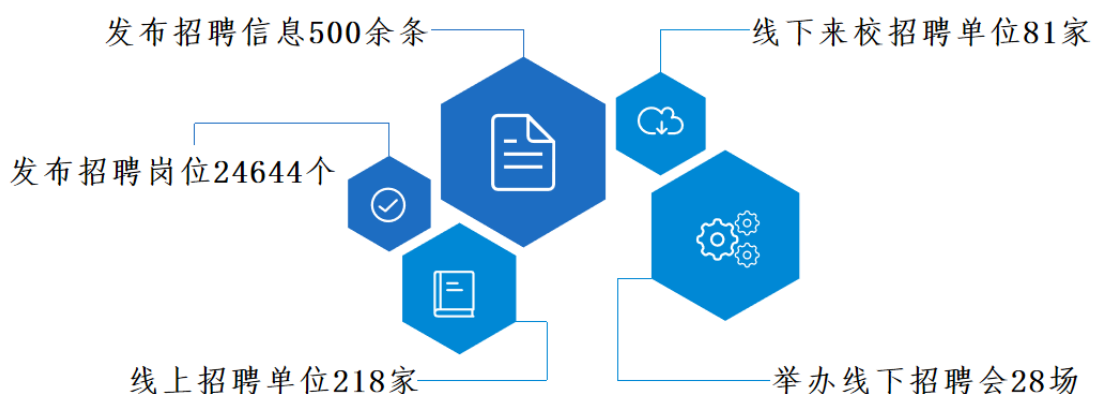 发布招聘信息500余条
线下来校招聘单位81家
发布招聘岗位24644个
线上招聘单位218家
举办线下招聘会28场